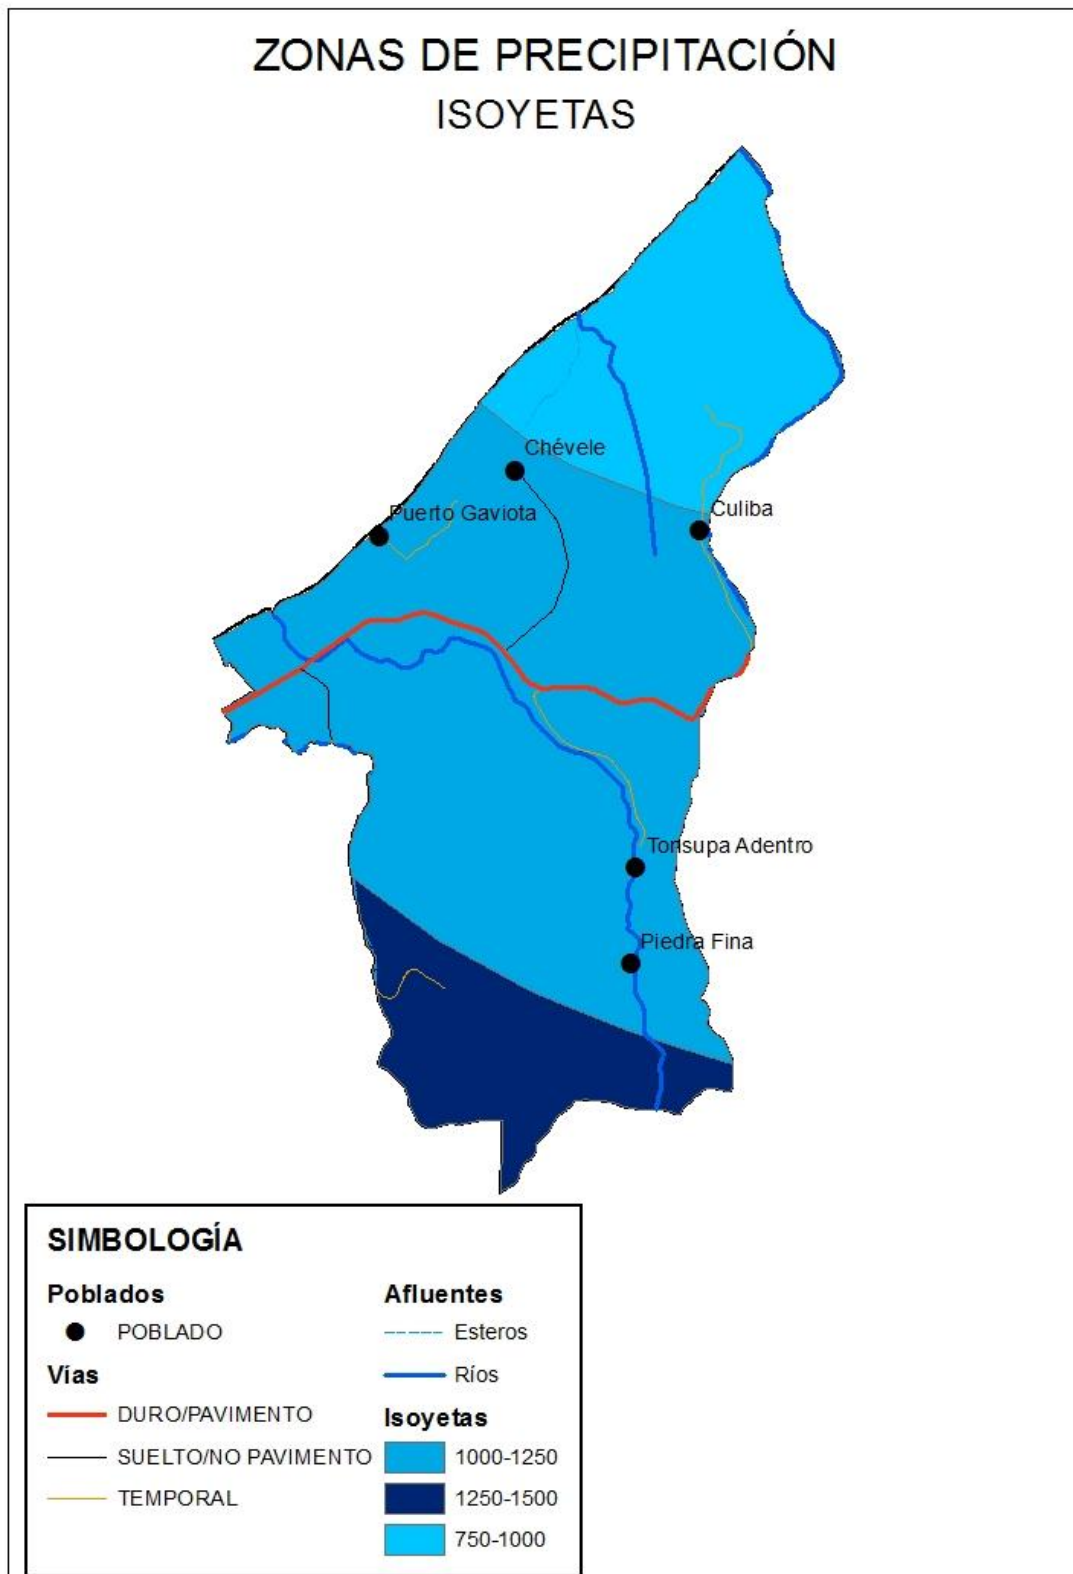 ZONAS DE PRECIPITACIÓN
ISOYETAS
Chévele
Puerto Gaviota
Culiba
Tonsupa Adentro
Piedra Fina
SIMBOLOGÍA
Poblados
POBLADO
Vías
DURO/PAVIMENTO
SUELTO/NO PAVIMENTO
TEMPORAL
Afluentes
Esteros
Ríos
Isoyetas
1000-1250
1250-1500
750-1000